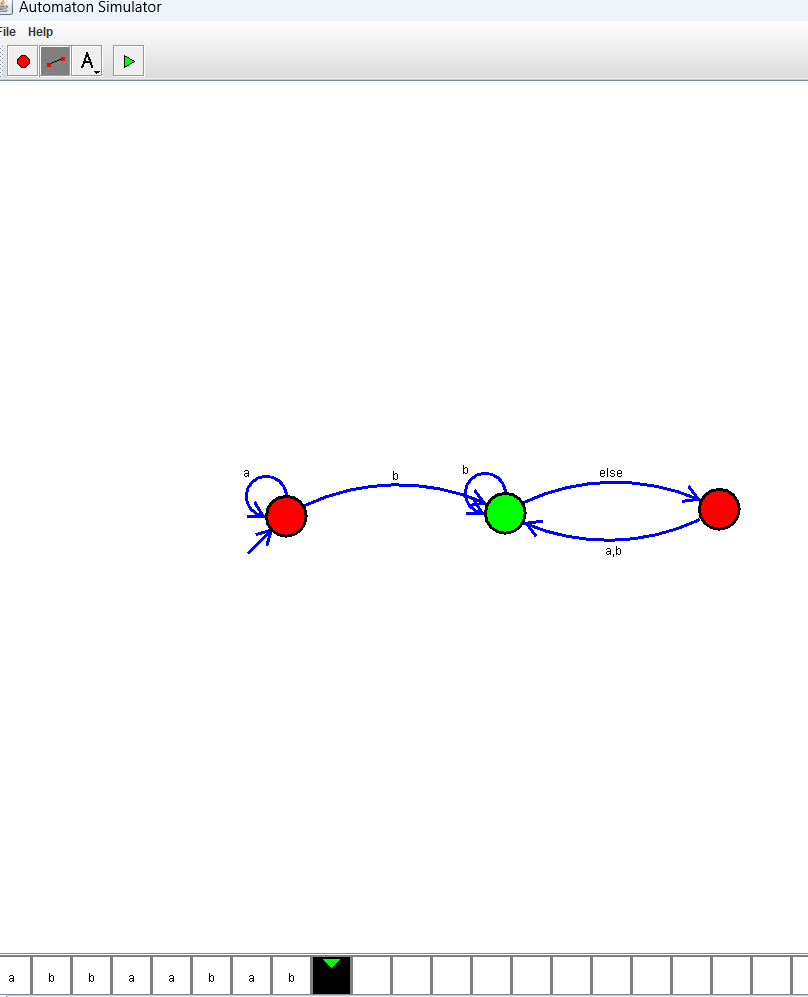 Automaton Simulator
File Help
A
a
b
b
else
a,b
a b b a a b a b